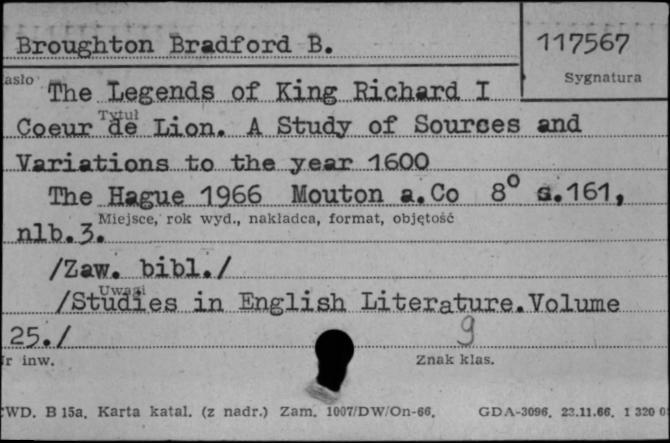 Broughton Bradford B.
117567
asło
Sygnatura
The Legends of King Richard I
Tytuł
Coeur de Lion. A Study of Sources and
Variations to the year 1600
The Hague 1966 Mouton a.Co 8° s.161,
Miejsce, rok wyd., nakładca, format, objętość
nlb.3.
/Zaw. bibl./
Uwagi
/Studies in English Literature.Volume
25./
9
r inw.
Znak klas.
WD. B 15a. Karta katal. (z nadr.) Zam. 1007/DW/On-66. GDA-3096. 23.11.66. 1 320 0